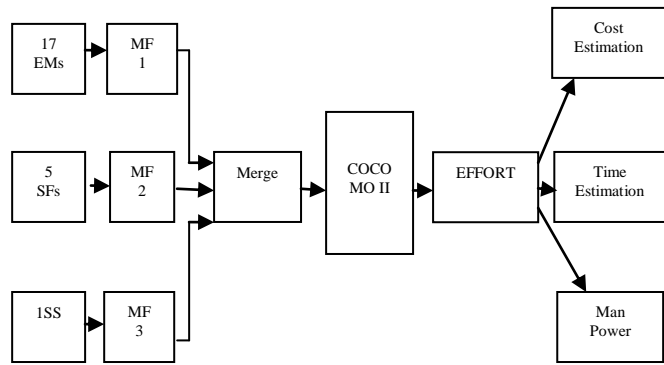 17
EMs
MF
1
Cost
Estimation
5
SFs
MF
2
Merge
COCO
MO II
EFFORT
Time
Estimation
1SS
MF
3
Man
Power